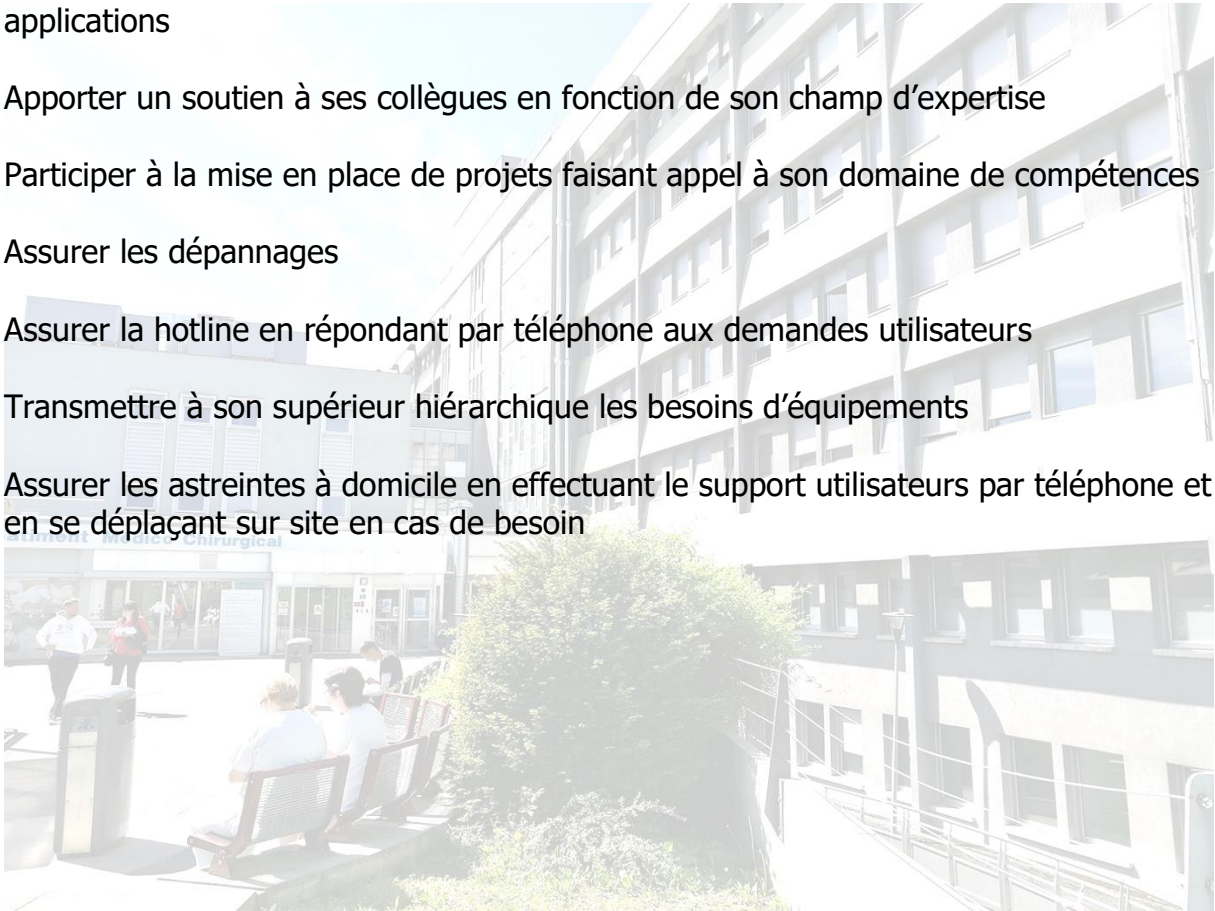 applications
Apporter un soutien à ses collègues en fonction de son champ d’expertise
Participer à la mise en place de projets faisant appel à son domaine de compétences
Assurer les dépannages
Assurer la hotline en répondant par téléphone aux demandes utilisateurs
Transmettre à son supérieur hiérarchique les besoins d’équipements
Assurer les astreintes à domicile en effectuant le support utilisateurs par téléphone et
en se déplaçant sur site en cas de besoin
atiment Médico Chirurgical